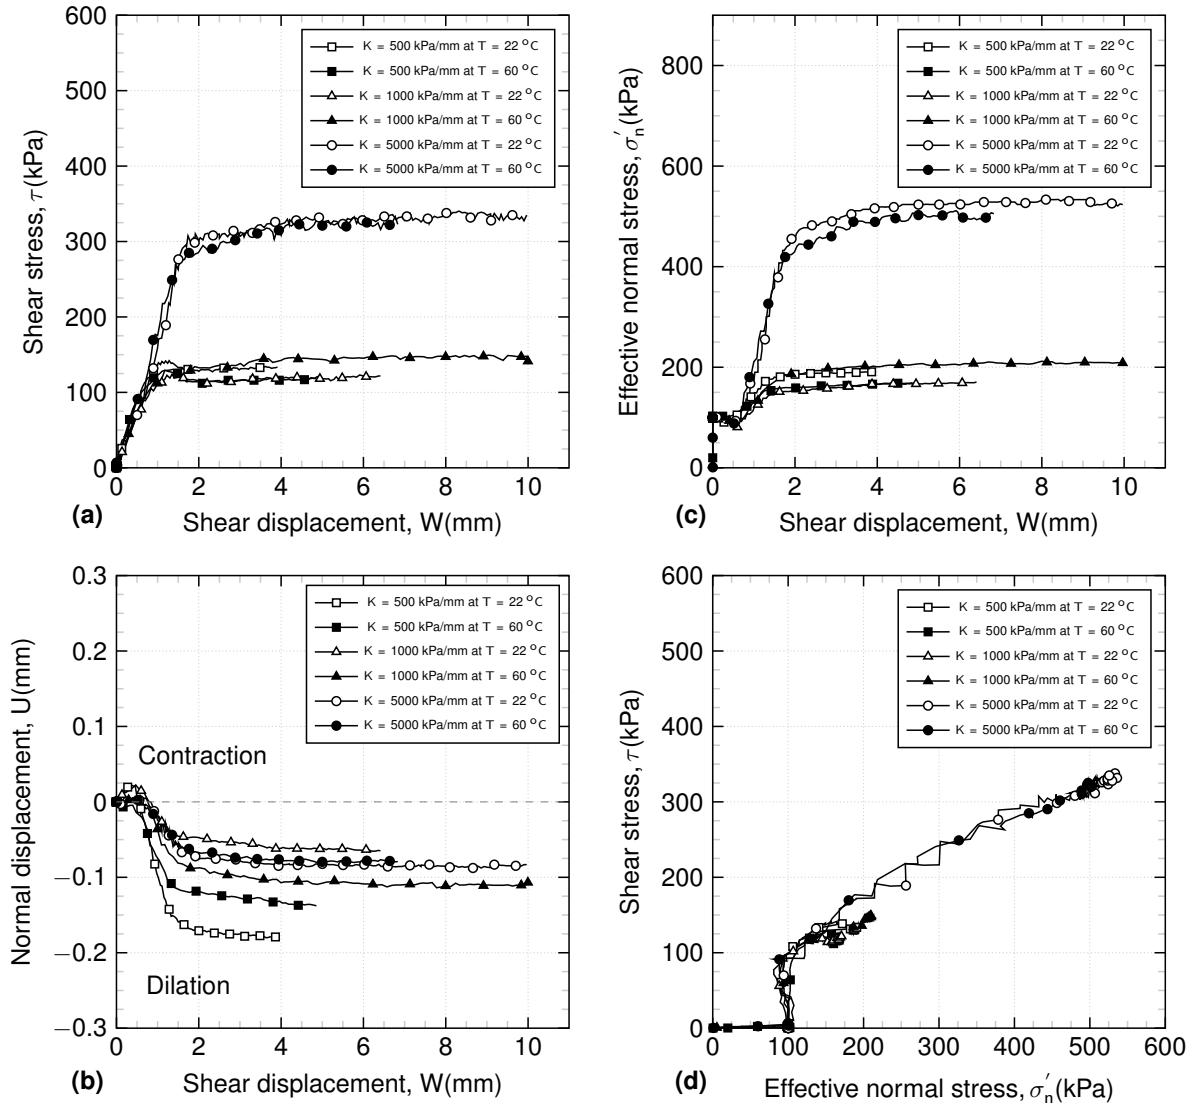 600
500
400
300
200
100
0
Shear stress, τ(kPa)
K = 500 kPa/mm at T = 22 °C
K = 500 kPa/mm at T = 60 °C
K = 1000 kPa/mm at T = 22 °C
K = 1000 kPa/mm at T = 60 °C
K = 5000 kPa/mm at T = 22 °C
K = 5000 kPa/mm at T = 60 °C
0 2 4 6 8 10
(a)
Shear displacement, W(mm)
800
600
400
200
0
Effective normal stress, σ′n(kPa)
K = 500 kPa/mm at T = 22 °C
K = 500 kPa/mm at T = 60 °C
K = 1000 kPa/mm at T = 22 °C
K = 1000 kPa/mm at T = 60 °C
K = 5000 kPa/mm at T = 22 °C
K = 5000 kPa/mm at T = 60 °C
0 2 4 6 8 10
(c)
Shear displacement, W(mm)
0.3
0.2
0.1
0
−0.1
−0.2
−0.3
Normal displacement, U(mm)
K = 500 kPa/mm at T = 22 °C
K = 500 kPa/mm at T = 60 °C
K = 1000 kPa/mm at T = 22 °C
K = 1000 kPa/mm at T = 60 °C
K = 5000 kPa/mm at T = 22 °C
K = 5000 kPa/mm at T = 60 °C
Contraction
Dilation
0 2 4 6 8 10
(b)
Shear displacement, W(mm)
600
500
400
300
200
100
0
Shear stress, τ(kPa)
K = 500 kPa/mm at T = 22 °C
K = 500 kPa/mm at T = 60 °C
K = 1000 kPa/mm at T = 22 °C
K = 1000 kPa/mm at T = 60 °C
K = 5000 kPa/mm at T = 22 °C
K = 5000 kPa/mm at T = 60 °C
0 100 200 300 400 500 600
(d)
Effective normal stress, σ′n(kPa)